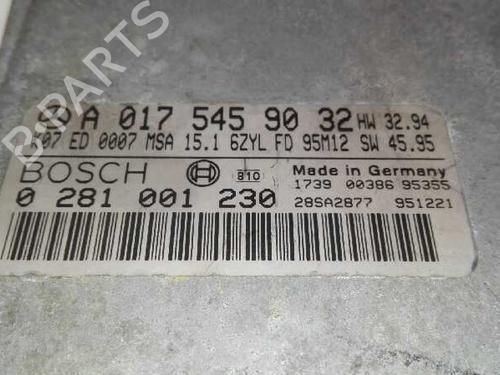 B-PARTS
A 017 545 90 32 HW 32.94
ED 0007 MSA 15.1 6ZYL FD 95M12 SW 45.95
BOSCH 810 Made in Germany
1739 00386 95355
0 281 001 230 28SA2877 951221